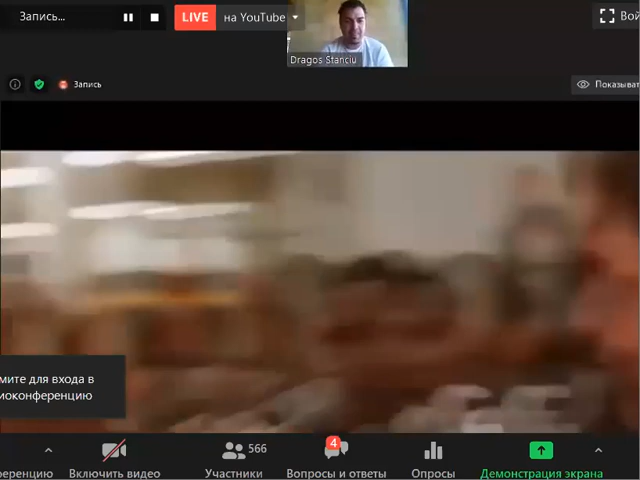 Запись...
LIVE на YouTube
Вой
Dragos Stanciu
Запись
Показыват
мите для входа в
иоконференцию
566
4
ференцию
Включить видео
Участники
Вопросы и ответы
Опросы
Демонстрация экрана